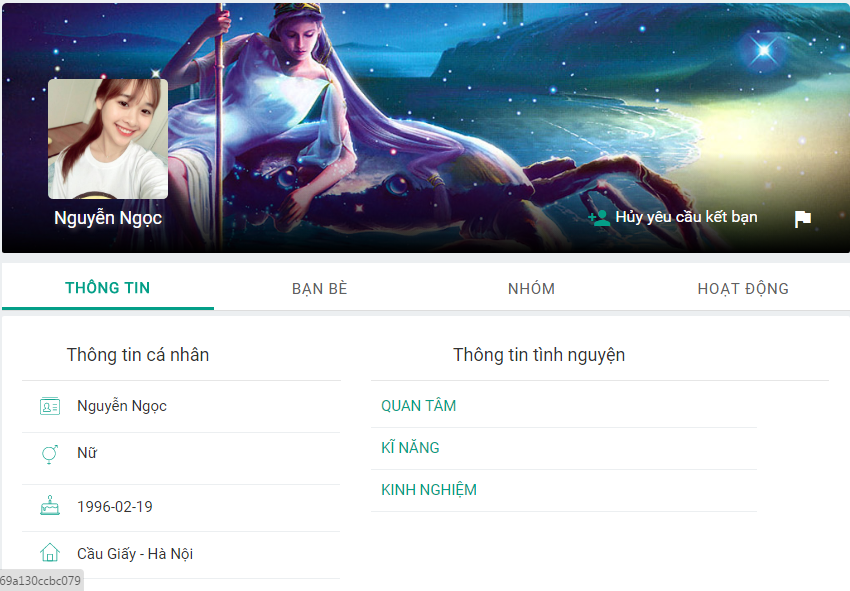 Nguyễn Ngọc
Hủy yêu cầu kết bạn
THÔNG TIN
BẠN BÈ
NHÓM
HOẠT ĐỘNG
Thông tin cá nhân
Nguyễn Ngọc
Nữ
1996-02-19
Cầu Giấy - Hà Nội
Thông tin tình nguyện
QUAN TÂM
KĨ NĂNG
KINH NGHIỆM
69a130ccbc079